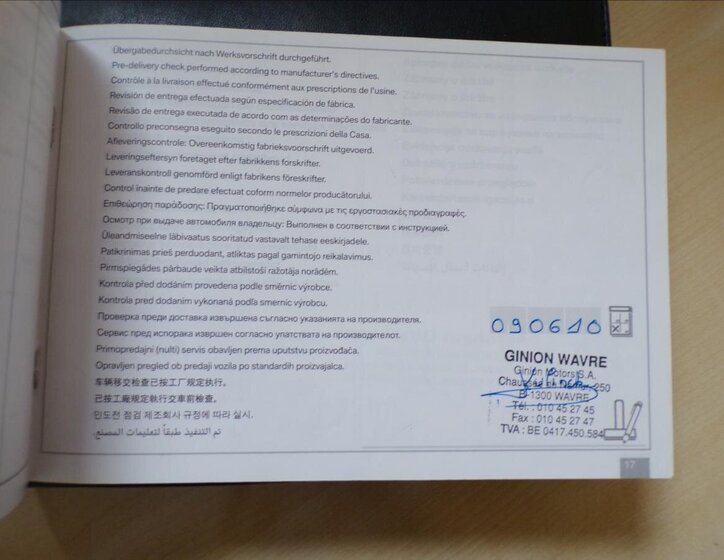 Übergabedurchsicht nach Werksvorschrift durchgeführt.
Pre-delivery check performed according to manufacturer's directives.
Contrôle à la livraison effectué conformément aux prescriptions de l'usine.
Revisión de entrega efectuada según especificación de fábrica.
Revisão de entrega executada de acordo com as determinações do fabricante.
Controllo preconsegna eseguito secondo le prescrizioni della Casa.
Afleveringscontrole: Overeenkomstig fabrieksvoorschrift uitgevoerd.
Leveringseftersyn foretaget efter fabrikkens forskrifter.
Leveranskontroll genomförd enligt fabrikens föreskrifter.
Control înainte de predare efectuat coform normelor producătorului.
Επιθεώρηση παράδοσης: Πραγματοποιήθηκε σύμφωνα με τις εργοστασιακές προδιαγραφές.
Осмотр при выдаче автомобиля владельцу: Выполнен в соответствии с инструкцией.
Üleandmiseelne läbivaatus sooritatud vastavalt tehase eeskirjadele.
Patikrinimas prieš perduodant, atliktas pagal gamintojo reikalavimus.
Pirmspiegādes pārbaude veikta atbilstoši ražotāja norādēm.
Kontrola před dodáním provedena podle směrnic výrobce.
Kontrola pred dodaním vykonaná podľa smerníc výrobcu.
Проверка преди доставка извършена съгласно указанията на производителя.
Сервис пред испорака извршен согласно упатствата на производителот.
Primopredajni (nulti) servis obavljen prema uputstvu proizvođača.
Opravljen pregled ob predaji vozila po standardih proizvajalca.
车辆移交检查已按工厂规定执行。
已按工廠規定執行交車前檢查。
인도전 점검 제조회사 규정에 따라 실시.
تم التنفيذ طبقاً لتعليمات المصنع.
090610
GINION WAVRE
Ginion Motors S.A.
Chaussée de Namur 250
B-1300 WAVRE
Tél. : 010 45 27 45
Fax : 010 45 27 47
TVA : BE 0417.450.584
17